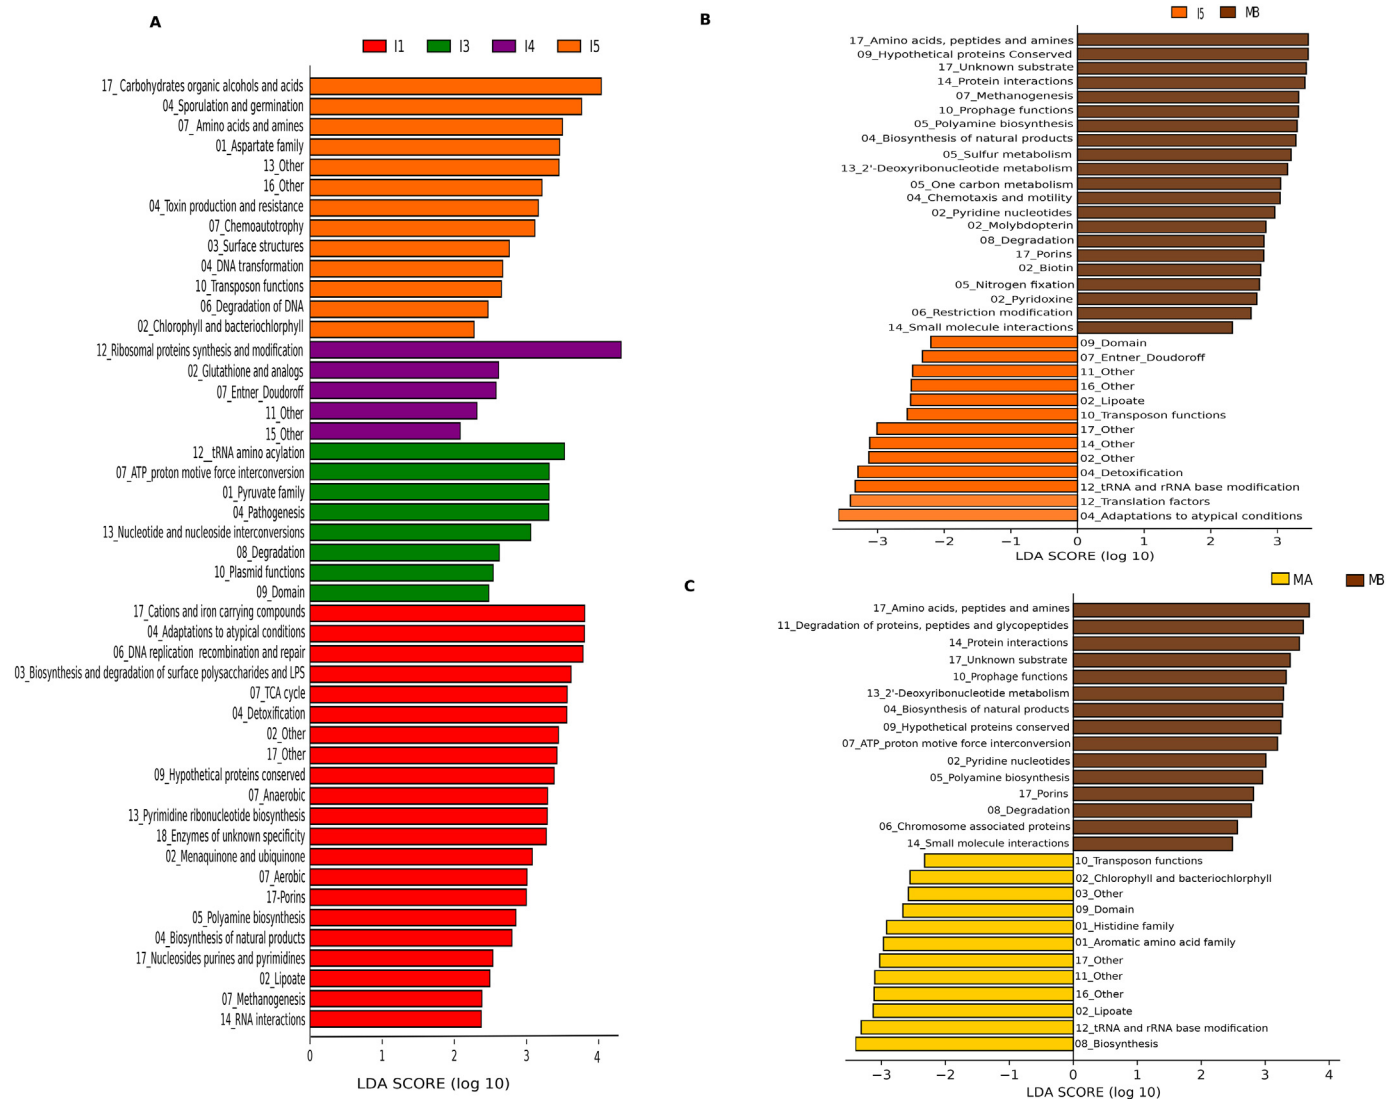 A
I1 I3 I4 I5
17_ Carbohydrates organic alcohols and acids
04_Sporulation and germination
07_ Amino acids and amines
01_Aspartate family
13_Other
16_Other
04_Toxin production and resistance
07_Chemoautotrophy
03_Surface structures
04_DNA transformation
10_Transposon functions
06_Degradation of DNA
02_Chlorophyll and bacteriochlorphyll
12_Ribosomal proteins synthesis and modification
02_Glutathione and analogs
07_Entner_Doudoroff
11_Other
15_Other
12__tRNA amino acylation
07_ATP_proton motive force interconversion
01_Pyruvate family
04_Pathogenesis
13_Nucleotide and nucleoside interconversions
08_Degradation
10_Plasmid functions
09_Domain
17_Cations and iron carrying compounds
04_Adaptations to atypical conditions
06_DNA replication  recombination and repair
03_Biosynthesis and degradation of surface polysaccharides and LPS
07_TCA cycle
04_Detoxification
02_Other
17_Other
09_Hypothetical proteins conserved
07_Anaerobic
13_Pyrimidine ribonucleotide biosynthesis
18_Enzymes of unknown specificity
02_Menaquinone and ubiquinone
07_Aerobic
17-Porins
05_Polyamine biosynthesis
04_Biosynthesis of natural products
17_Nucleosides purines and pyrimidines
02_Lipoate
07_Methanogenesis
14_RNA interactions
0 1 2 3 4
LDA SCORE (log 10)
B
I5 MB
17_Amino acids, peptides and amines
09_Hypothetical proteins Conserved
17_Unknown substrate
14_Protein interactions
07_Methanogenesis
10_Prophage functions
05_Polyamine biosynthesis
04_Biosynthesis of natural products
05_Sulfur metabolism
13_2'-Deoxyribonucleotide metabolism
05_One carbon metabolism
04_Chemotaxis and motility
02_Pyridine nucleotides
02_Molybdopterin
08_Degradation
17_Porins
02_Biotin
05_Nitrogen fixation
02_Pyridoxine
06_Restriction modification
14_Small molecule interactions
09_Domain
07_Entner_Doudoroff
11_Other
16_Other
02_Lipoate
10_Transposon functions
17_Other
14_Other
02_Other
04_Detoxification
12_tRNA and rRNA base modification
12_Translation factors
04_Adaptations to atypical conditions
−3 −2 −1 0 1 2 3
LDA SCORE (log 10)
C
MA MB
17_Amino acids, peptides and amines
11_Degradation of proteins, peptides and glycopeptides
14_Protein interactions
17_Unknown substrate
10_Prophage functions
13_2'-Deoxyribonucleotide metabolism
04_Biosynthesis of natural products
09_Hypothetical proteins conserved
07_ATP_proton motive force interconversion
02_Pyridine nucleotides
05_Polyamine biosynthesis
17_Porins
08_Degradation
06_Chromosome associated proteins
14_Small molecule interactions
10_Transposon functions
02_Chlorophyll and bacteriochlorphyll
03_Other
09_Domain
01_Histidine family
01_Aromatic amino acid family
17_Other
11_Other
16_Other
02_Lipoate
12_tRNA and rRNA base modification
08_Biosynthesis
−3 −2 −1 0 1 2 3 4
LDA SCORE (log 10)